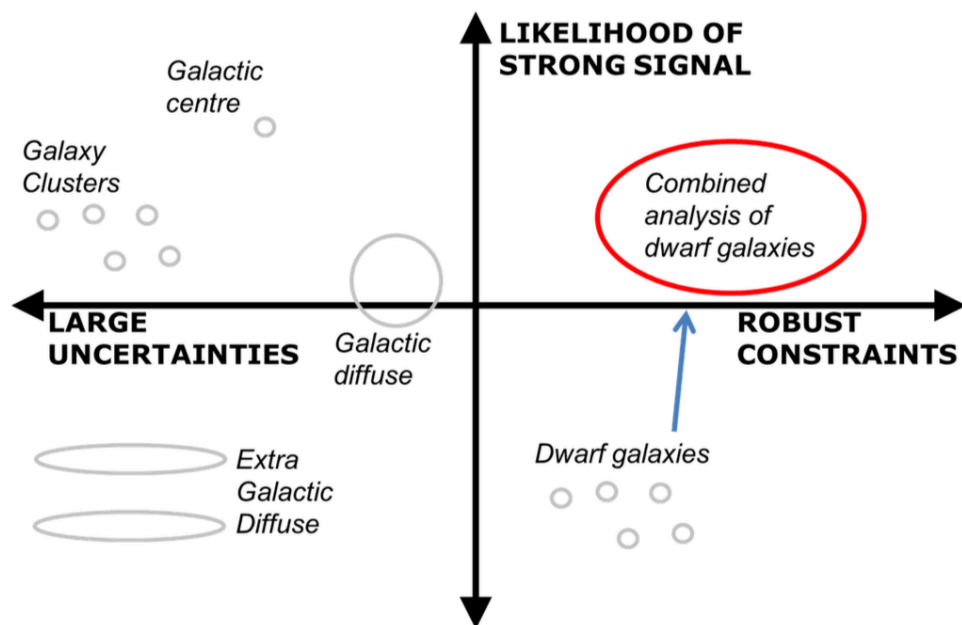 LIKELIHOOD OF
STRONG SIGNAL
Galactic
centre
Galaxy
Clusters
Combined
analysis of
dwarf galaxies
LARGE
UNCERTAINTIES
Galactic
diffuse
ROBUST
CONSTRAINTS
Extra
Galactic
Diffuse
Dwarf galaxies